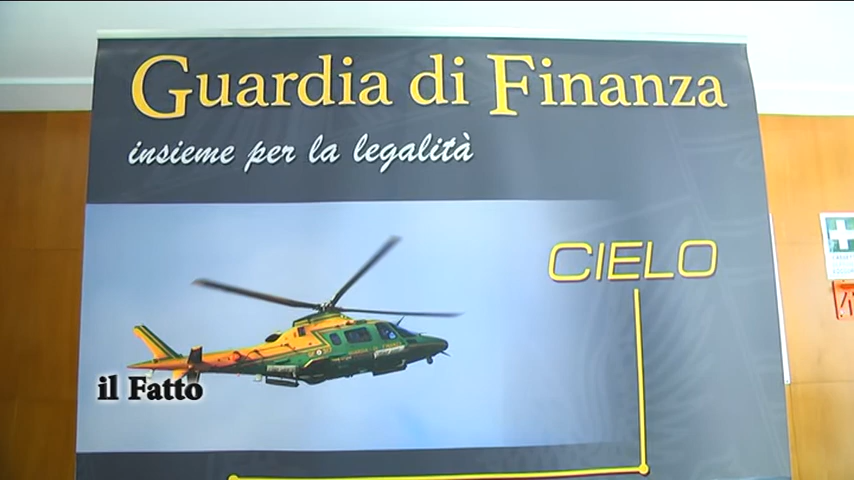 Guardia di Finanza
insieme per la legalità
CIELO
il Fatto